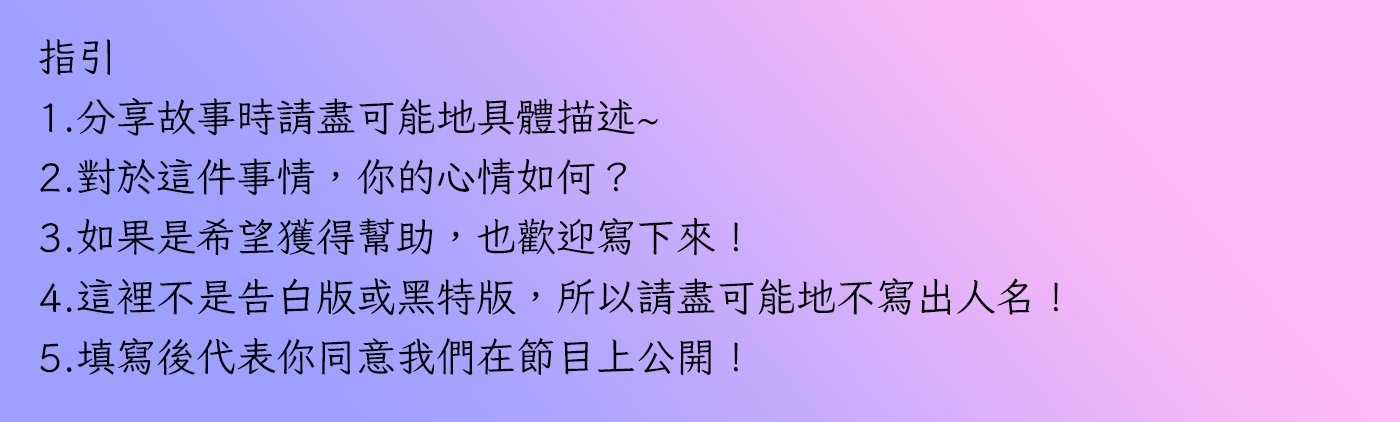 指引
1.分享故事時請盡可能地具體描述~
2.對於這件事情，你的心情如何？
3.如果是希望獲得幫助，也歡迎寫下來！
4.這裡不是告白版或黑特版，所以請盡可能地不寫出人名！
5.填寫後代表你同意我們在節目上公開！